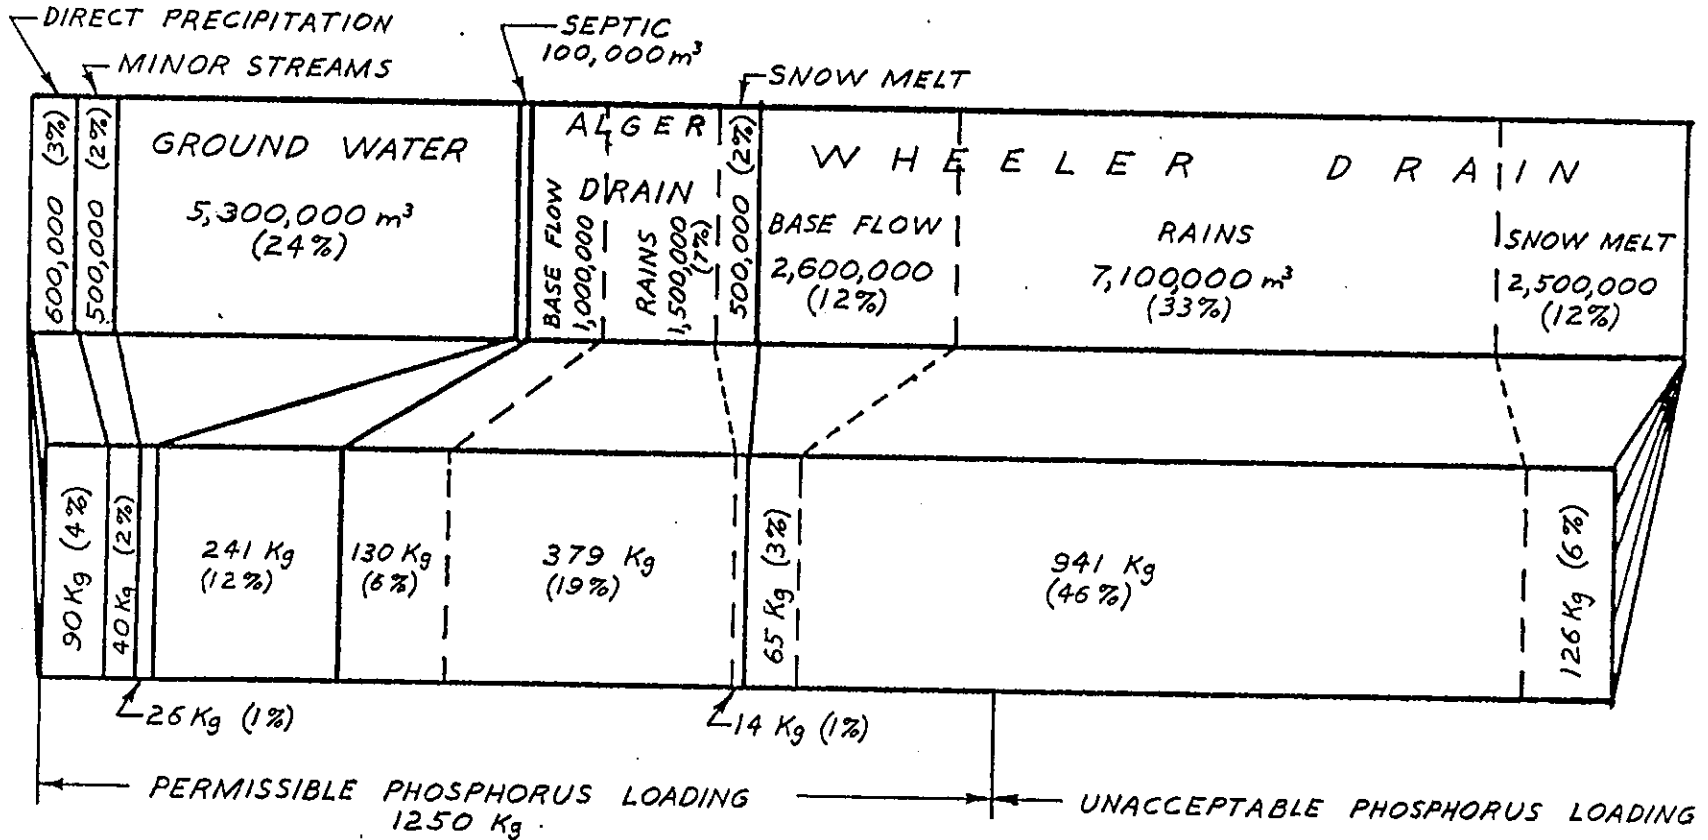 DIRECT PRECIPITATION
MINOR STREAMS
SEPTIC
100,000 m³
SNOW MELT
600,000 (3%)
500,000 (2%)
GROUND WATER
5,300,000 m³
(24%)
ALGER
DRAIN
BASE FLOW
1,000,000
RAINS
1,500,000
(7%)
500,000 (2%)
WHEELER DRAIN
BASE FLOW
2,600,000
(12%)
RAINS
7,100,000 m³
(33%)
SNOW MELT
2,500,000
(12%)
90 Kg (4%)
40 Kg (2%)
241 Kg
(12%)
130 Kg
(6%)
379 Kg
(19%)
65 Kg (3%)
941 Kg
(46%)
126 Kg (6%)
26 Kg (1%)
14 Kg (1%)
PERMISSIBLE PHOSPHORUS LOADING
1250 Kg
UNACCEPTABLE PHOSPHORUS LOADING